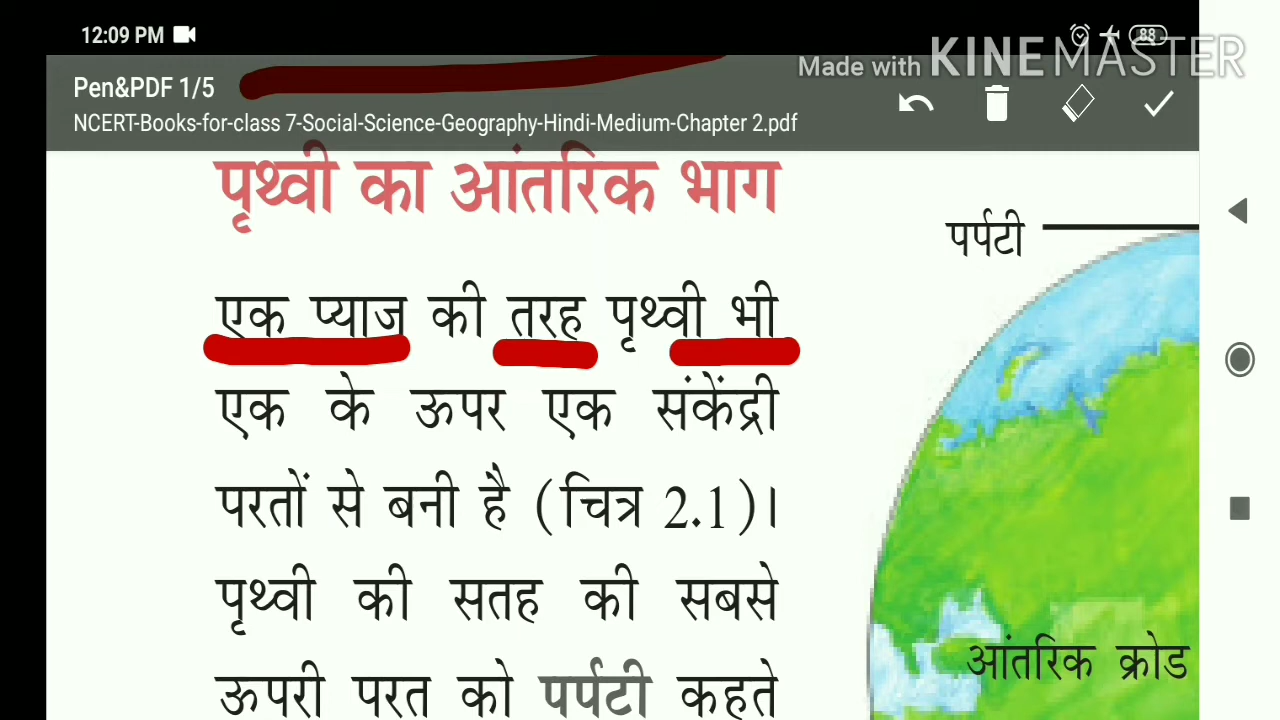 12:09 PM
88
Made with KINEMASTER
Pen&PDF 1/5
NCERT-Books-for-class 7-Social-Science-Geography-Hindi-Medium-Chapter 2.pdf
पृथ्वी का आंतरिक भाग
पर्पटी
एक प्याज की तरह पृथ्वी भी
एक के ऊपर एक संकेंद्री
परतों से बनी है (चित्र 2.1)।
पृथ्वी की सतह की सबसे
ऊपरी परत को पर्पटी कहते
आंतरिक क्रोड